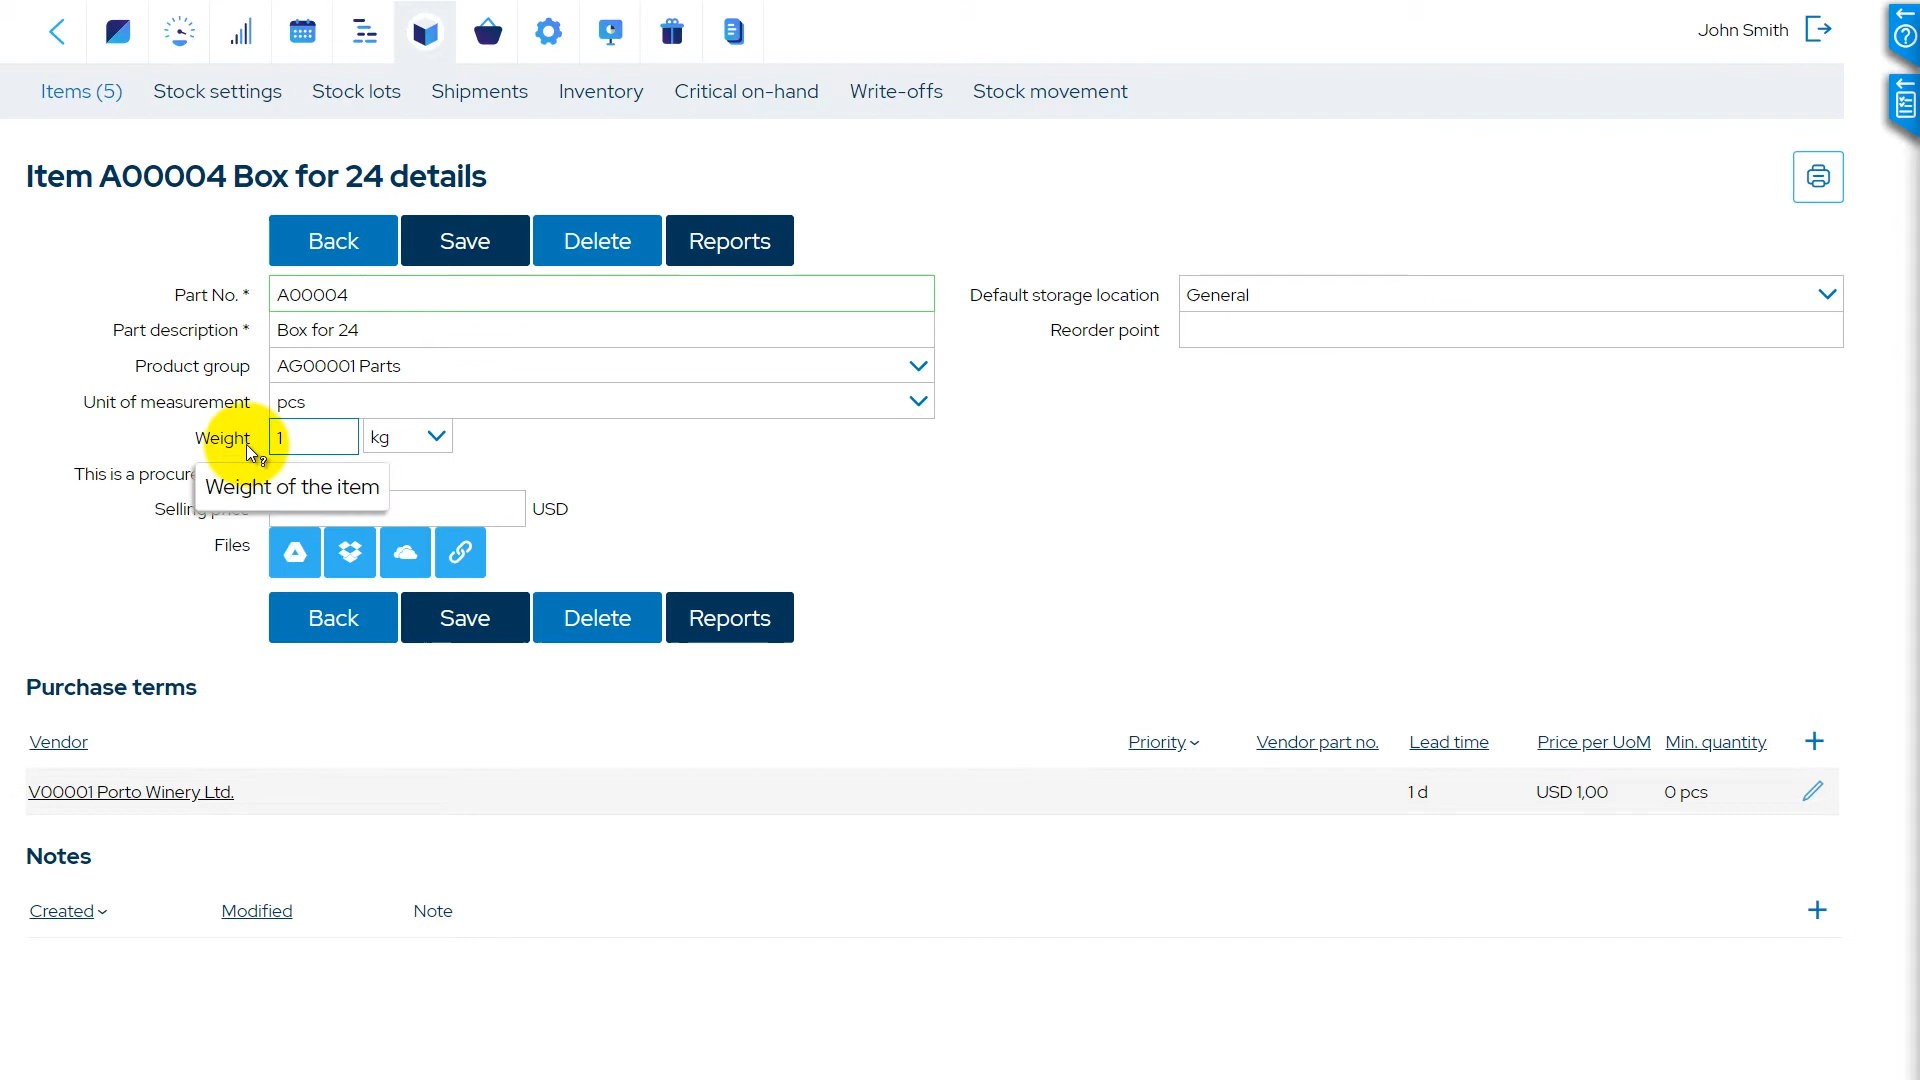 John Smith
Items (5) Stock settings Stock lots Shipments Inventory Critical on-hand Write-offs Stock movement
Item A00004 Box for 24 details
Back Save Delete Reports
Part No. * A00004 Default storage location General
Part description * Box for 24 Reorder point
Product group AG00001 Parts
Unit of measurement pcs
Weight 1 kg
This is a procure
Weight of the item
Selling price USD
Files
Back Save Delete Reports
Purchase terms
Vendor Priority Vendor part no. Lead time Price per UoM Min. quantity
V00001 Porto Winery Ltd. 1 d USD 1,00 0 pcs
Notes
Created Modified Note